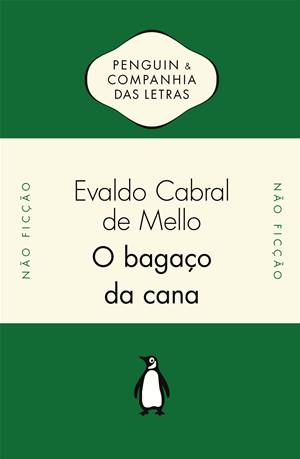 PENGUIN &
COMPANHIA
DAS LETRAS
NÃO FICÇÃO
Evaldo Cabral
de Mello
O bagaço
da cana
NÃO FICÇÃO